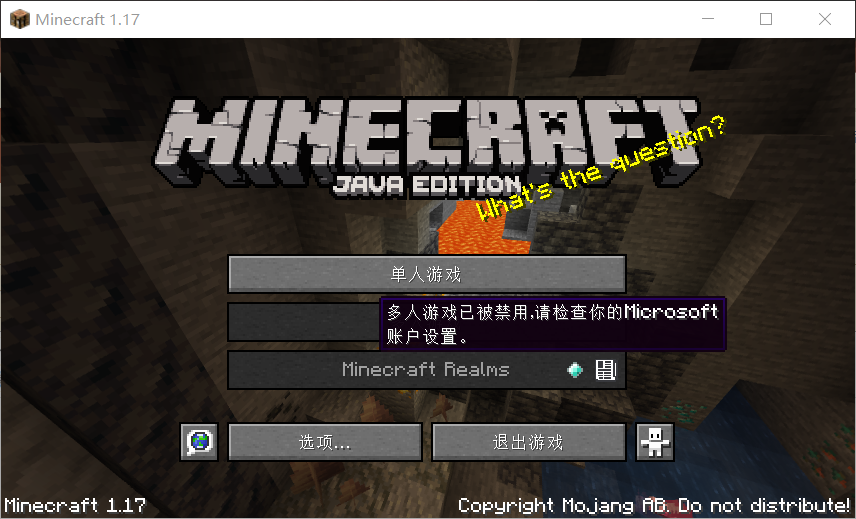 Minecraft 1.17
MINECRAFT
JAVA EDITION
What's the question?
单人游戏
多人游戏已被禁用,请检查你的Microsoft
账户设置。
Minecraft Realms
选项...
退出游戏
Minecraft 1.17
Copyright Mojang AB. Do not distribute!